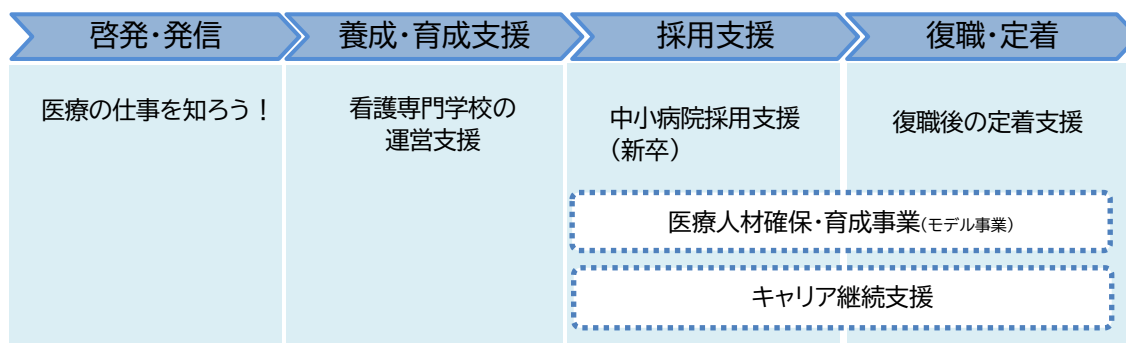 啓発・発信
養成・育成支援
採用支援
復職・定着
医療の仕事を知ろう！
看護専門学校の
運営支援
中小病院採用支援
（新卒）
復職後の定着支援
医療人材確保・育成事業(モデル事業)
キャリア継続支援